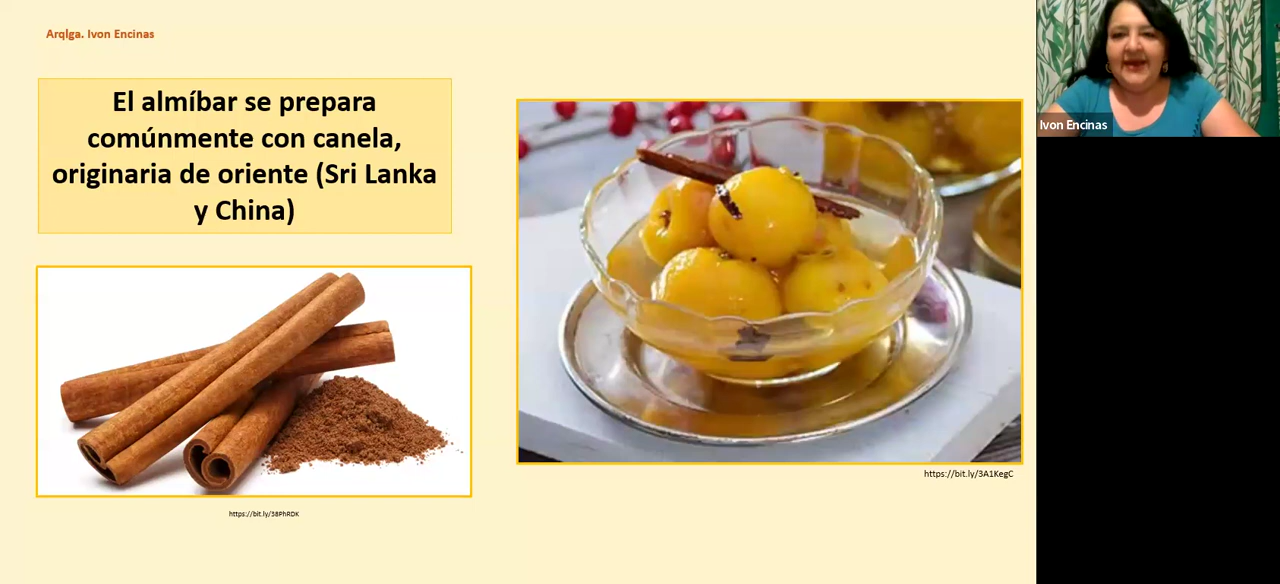 Arqlga. Ivon Encinas
El almíbar se prepara
comúnmente con canela,
originaria de oriente (Sri Lanka
y China)
Ivon Encinas
https://bit.ly/3A1KegC
https://bit.ly/38PhRDK